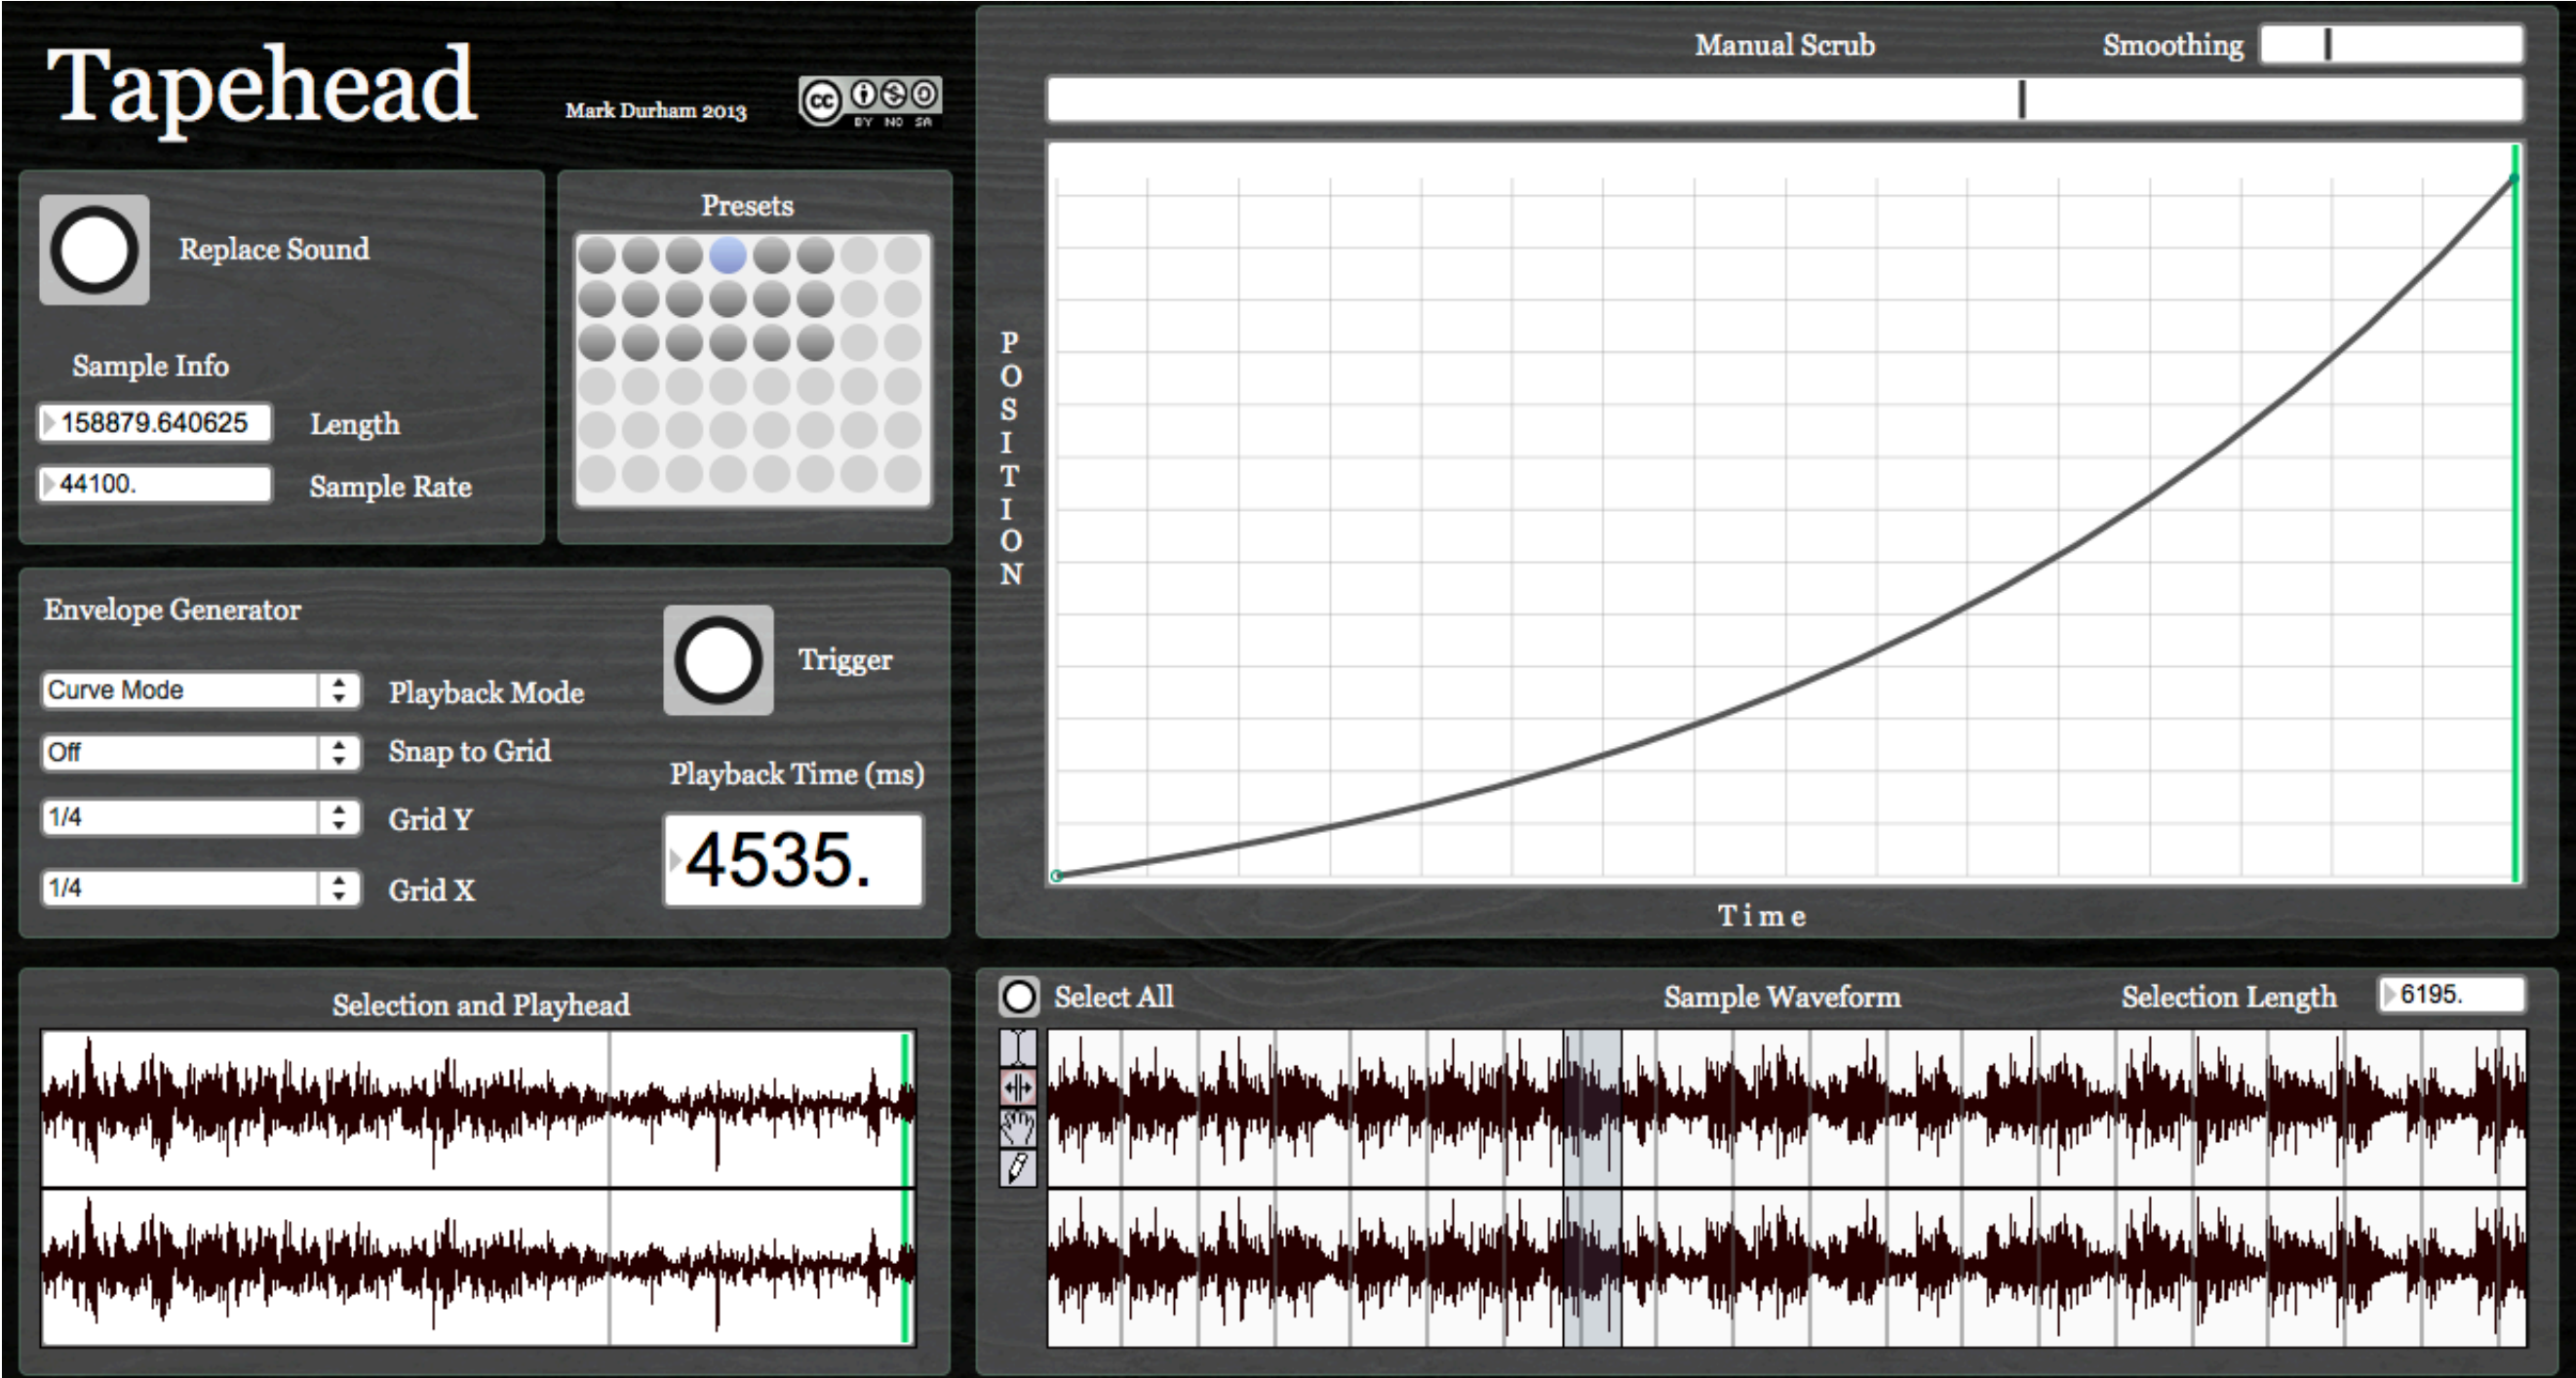 Tapehead
Mark Durham 2013
cc
BY NC SA
Replace Sound
Sample Info
158879.640625
Length
44100.
Sample Rate
Presets
Envelope Generator
Curve Mode
Playback Mode
Off
Snap to Grid
1/4
Grid Y
1/4
Grid X
Trigger
Playback Time (ms)
4535.
Manual Scrub
Smoothing
POSITION
Time
Selection and Playhead
Select All
Sample Waveform
Selection Length
6195.